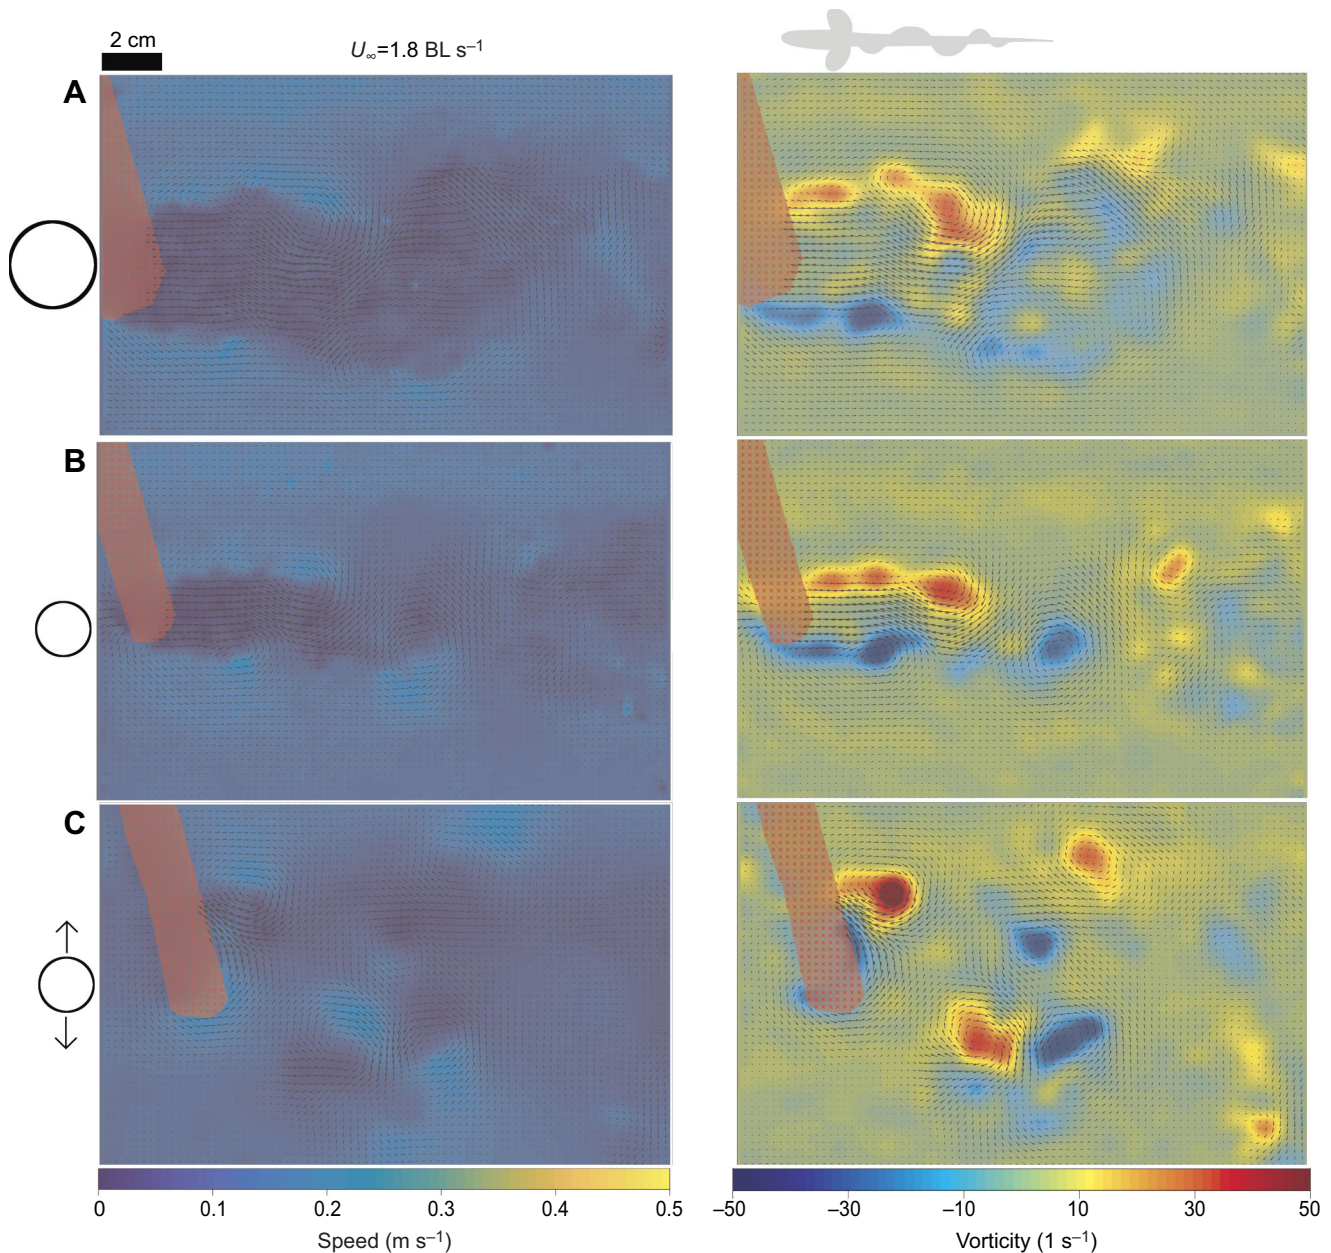 2 cm
U∞=1.8 BL s–1
A
B
C
0 0.1 0.2 0.3 0.4 0.5
Speed (m s–1)
–50 –30 –10 10 30 50
Vorticity (1 s–1)